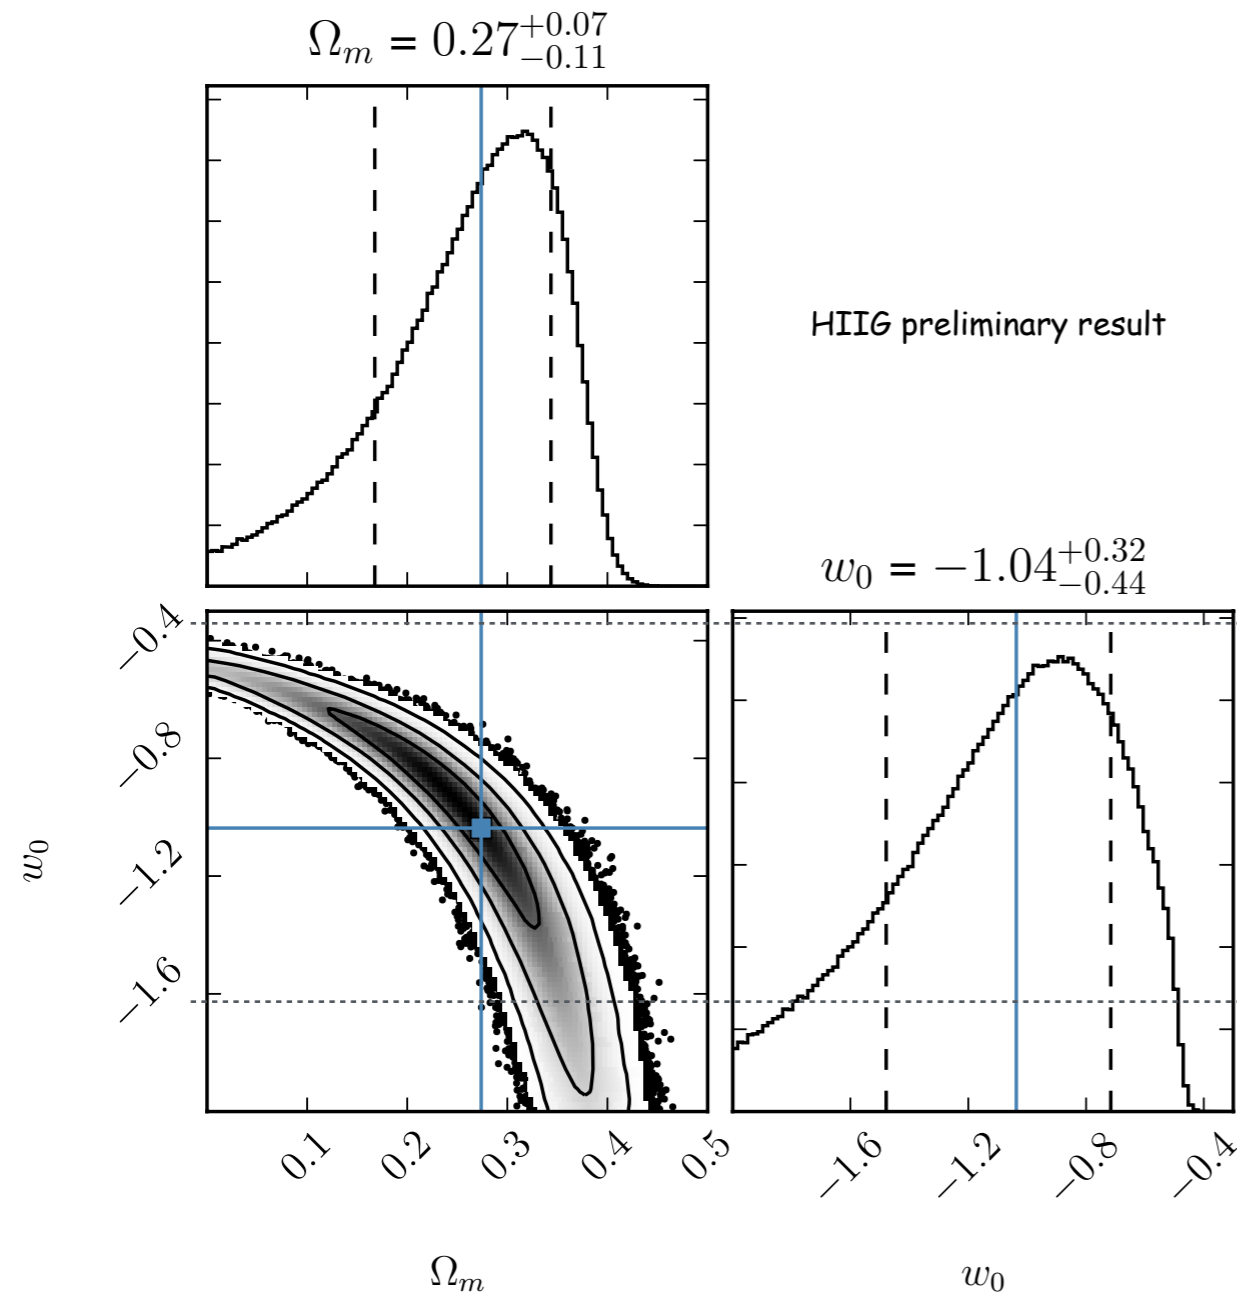 Ωₘ = 0.27⁺⁰·⁰⁷₋₀.₁₁
HIIG preliminary result
w₀ = −1.04⁺⁰·³²₋₀.₄₄
−0.4
−0.8
−1.2
−1.6
w₀
0.1 0.2 0.3 0.4 0.5
−1.6 −1.2 −0.8 −0.4
Ωₘ
w₀